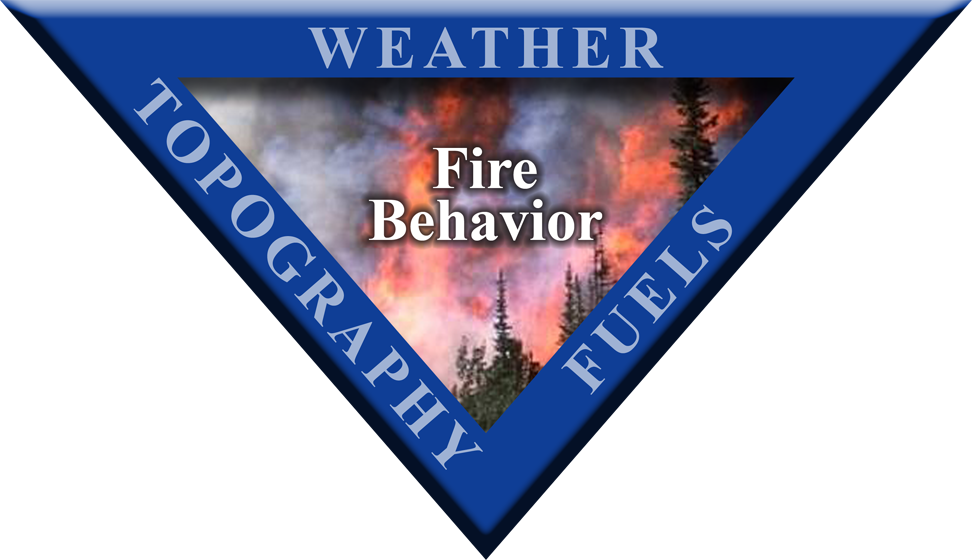 WEATHER
TOPOGRAPHY
Fire
Behavior
FUELS